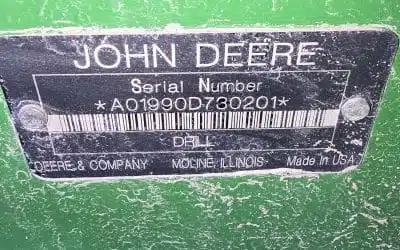 JOHN DEERE
Serial Number
*A01990D730201*
DRILL
DEERE & COMPANY MOLINE, ILLINOIS Made In USA